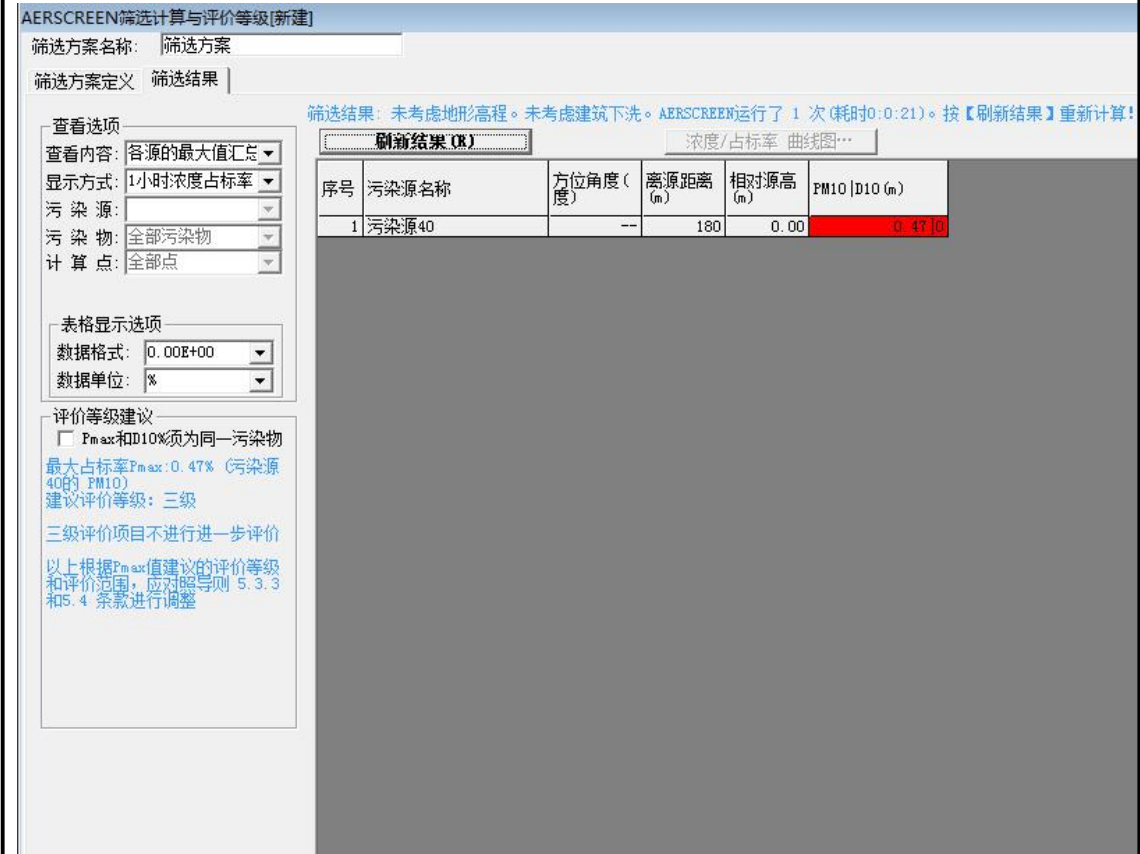 AERSCREEN筛选计算与评价等级[新建]
筛选方案名称: 筛选方案
筛选方案定义 筛选结果
筛选结果：未考虑地形高程。未考虑建筑下洗。AERSCREEN运行了 1 次(耗时0:0:21)。按【刷新结果】重新计算!
查看选项
刷新结果(R) 浓度/占标率 曲线图…
查看内容: 各源的最大值汇总
显示方式: 1小时浓度占标率
污 染 源:
污 染 物: 全部污染物
计 算 点: 全部点
序号 污染源名称 方位角度(度) 离源距离(m) 相对源高(m) PM10|D10(m)
1 污染源40 -- 180 0.00 0.47|0
表格显示选项
数据格式: 0.00E+00
数据单位: %
评价等级建议
Pmax和D10%须为同一污染物
最大占标率Pmax:0.47% (污染源
40的 PM10)
建议评价等级：三级
三级评价项目不进行进一步评价
以上根据Pmax值建议的评价等级
和评价范围，应对照导则 5.3.3
和5.4 条款进行调整